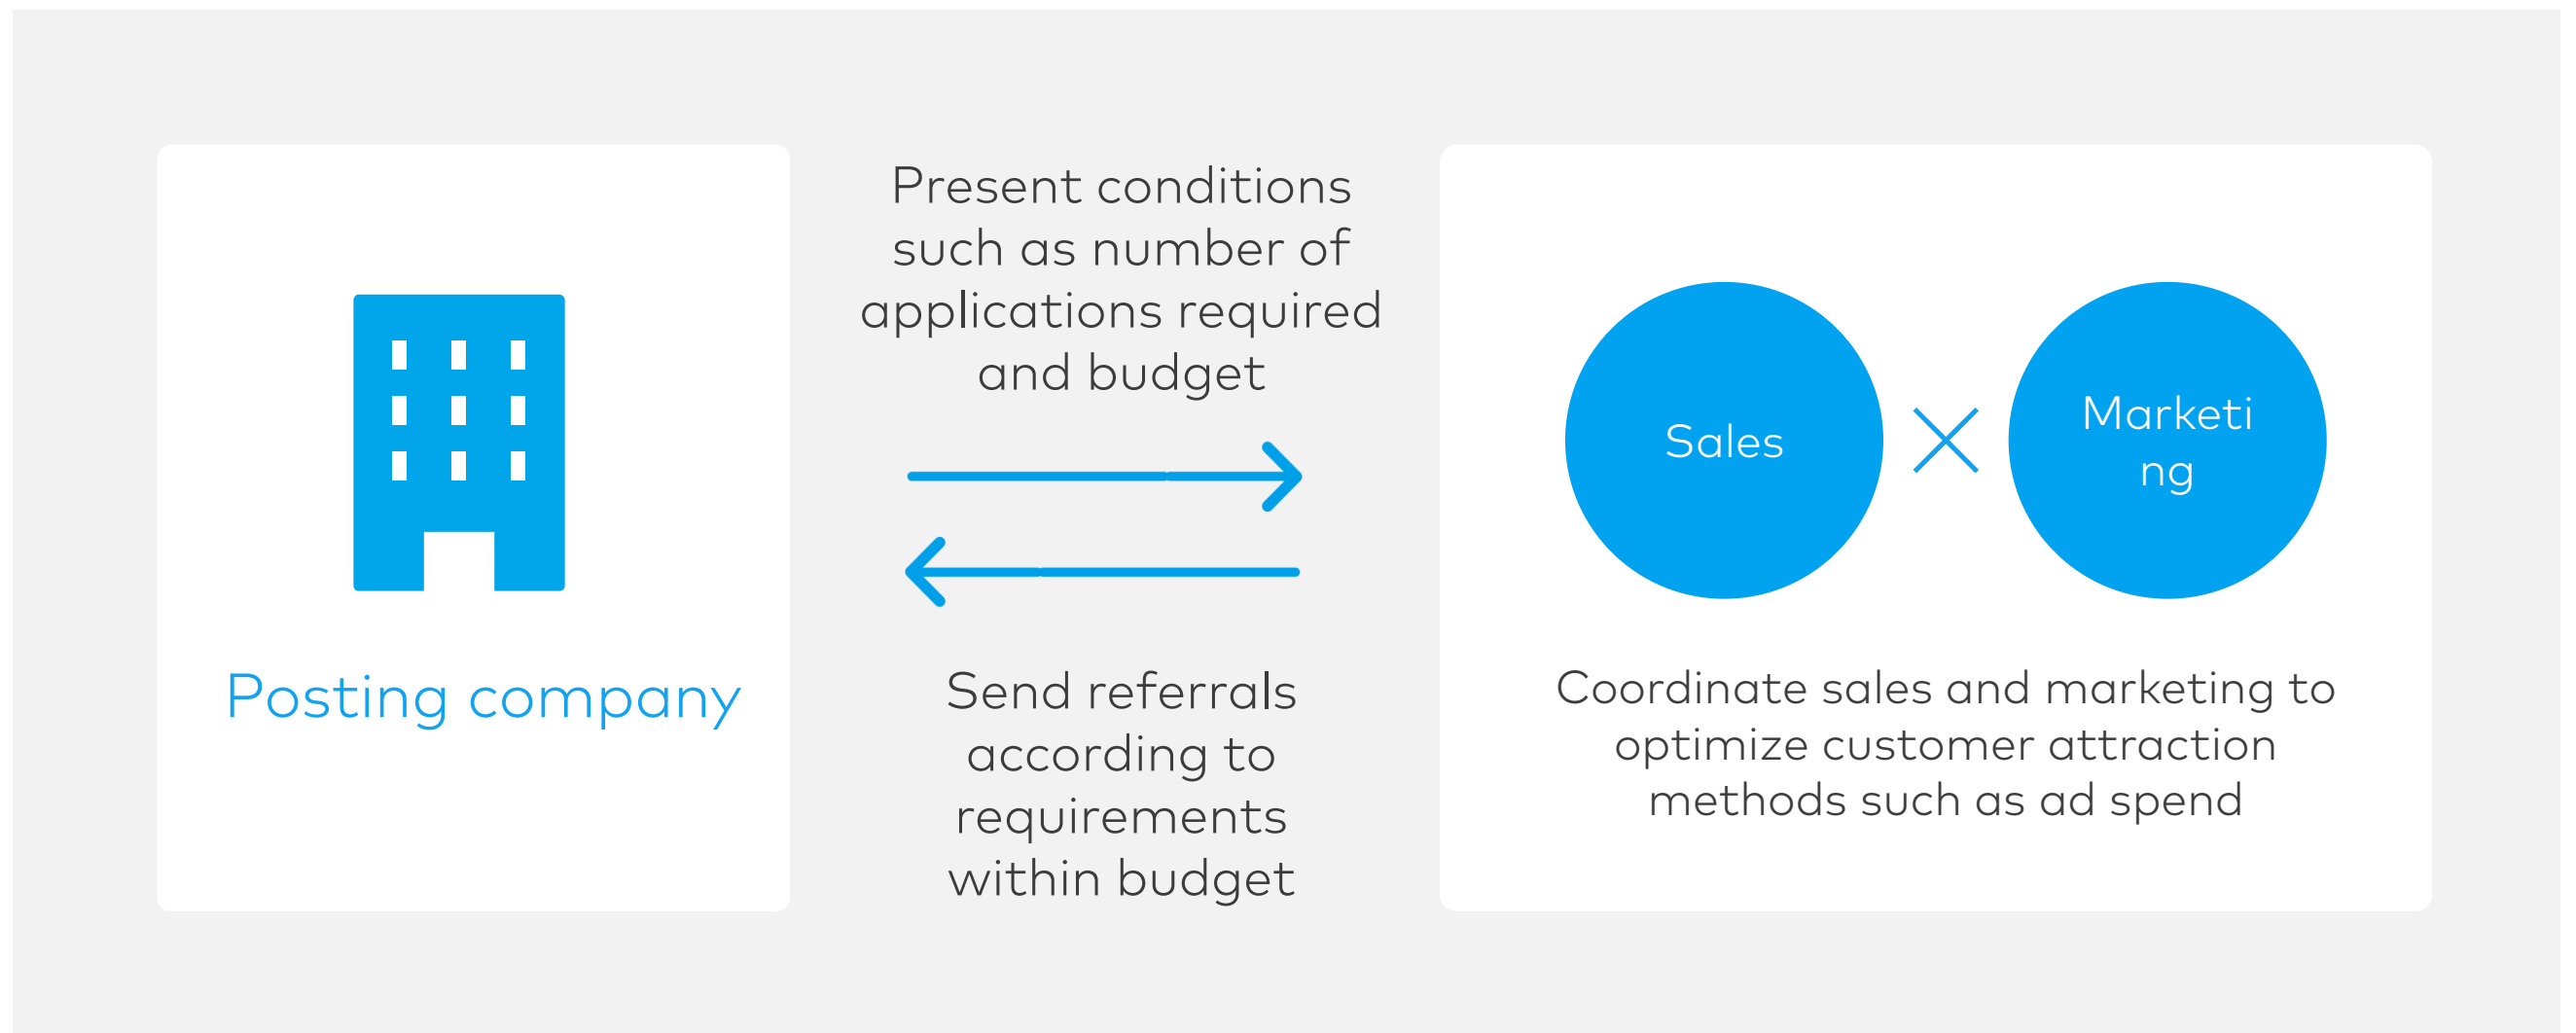 Posting company
Present conditions
such as number of
applications required
and budget
Send referrals
according to
requirements
within budget
Sales
Marketi
ng
Coordinate sales and marketing to
optimize customer attraction
methods such as ad spend